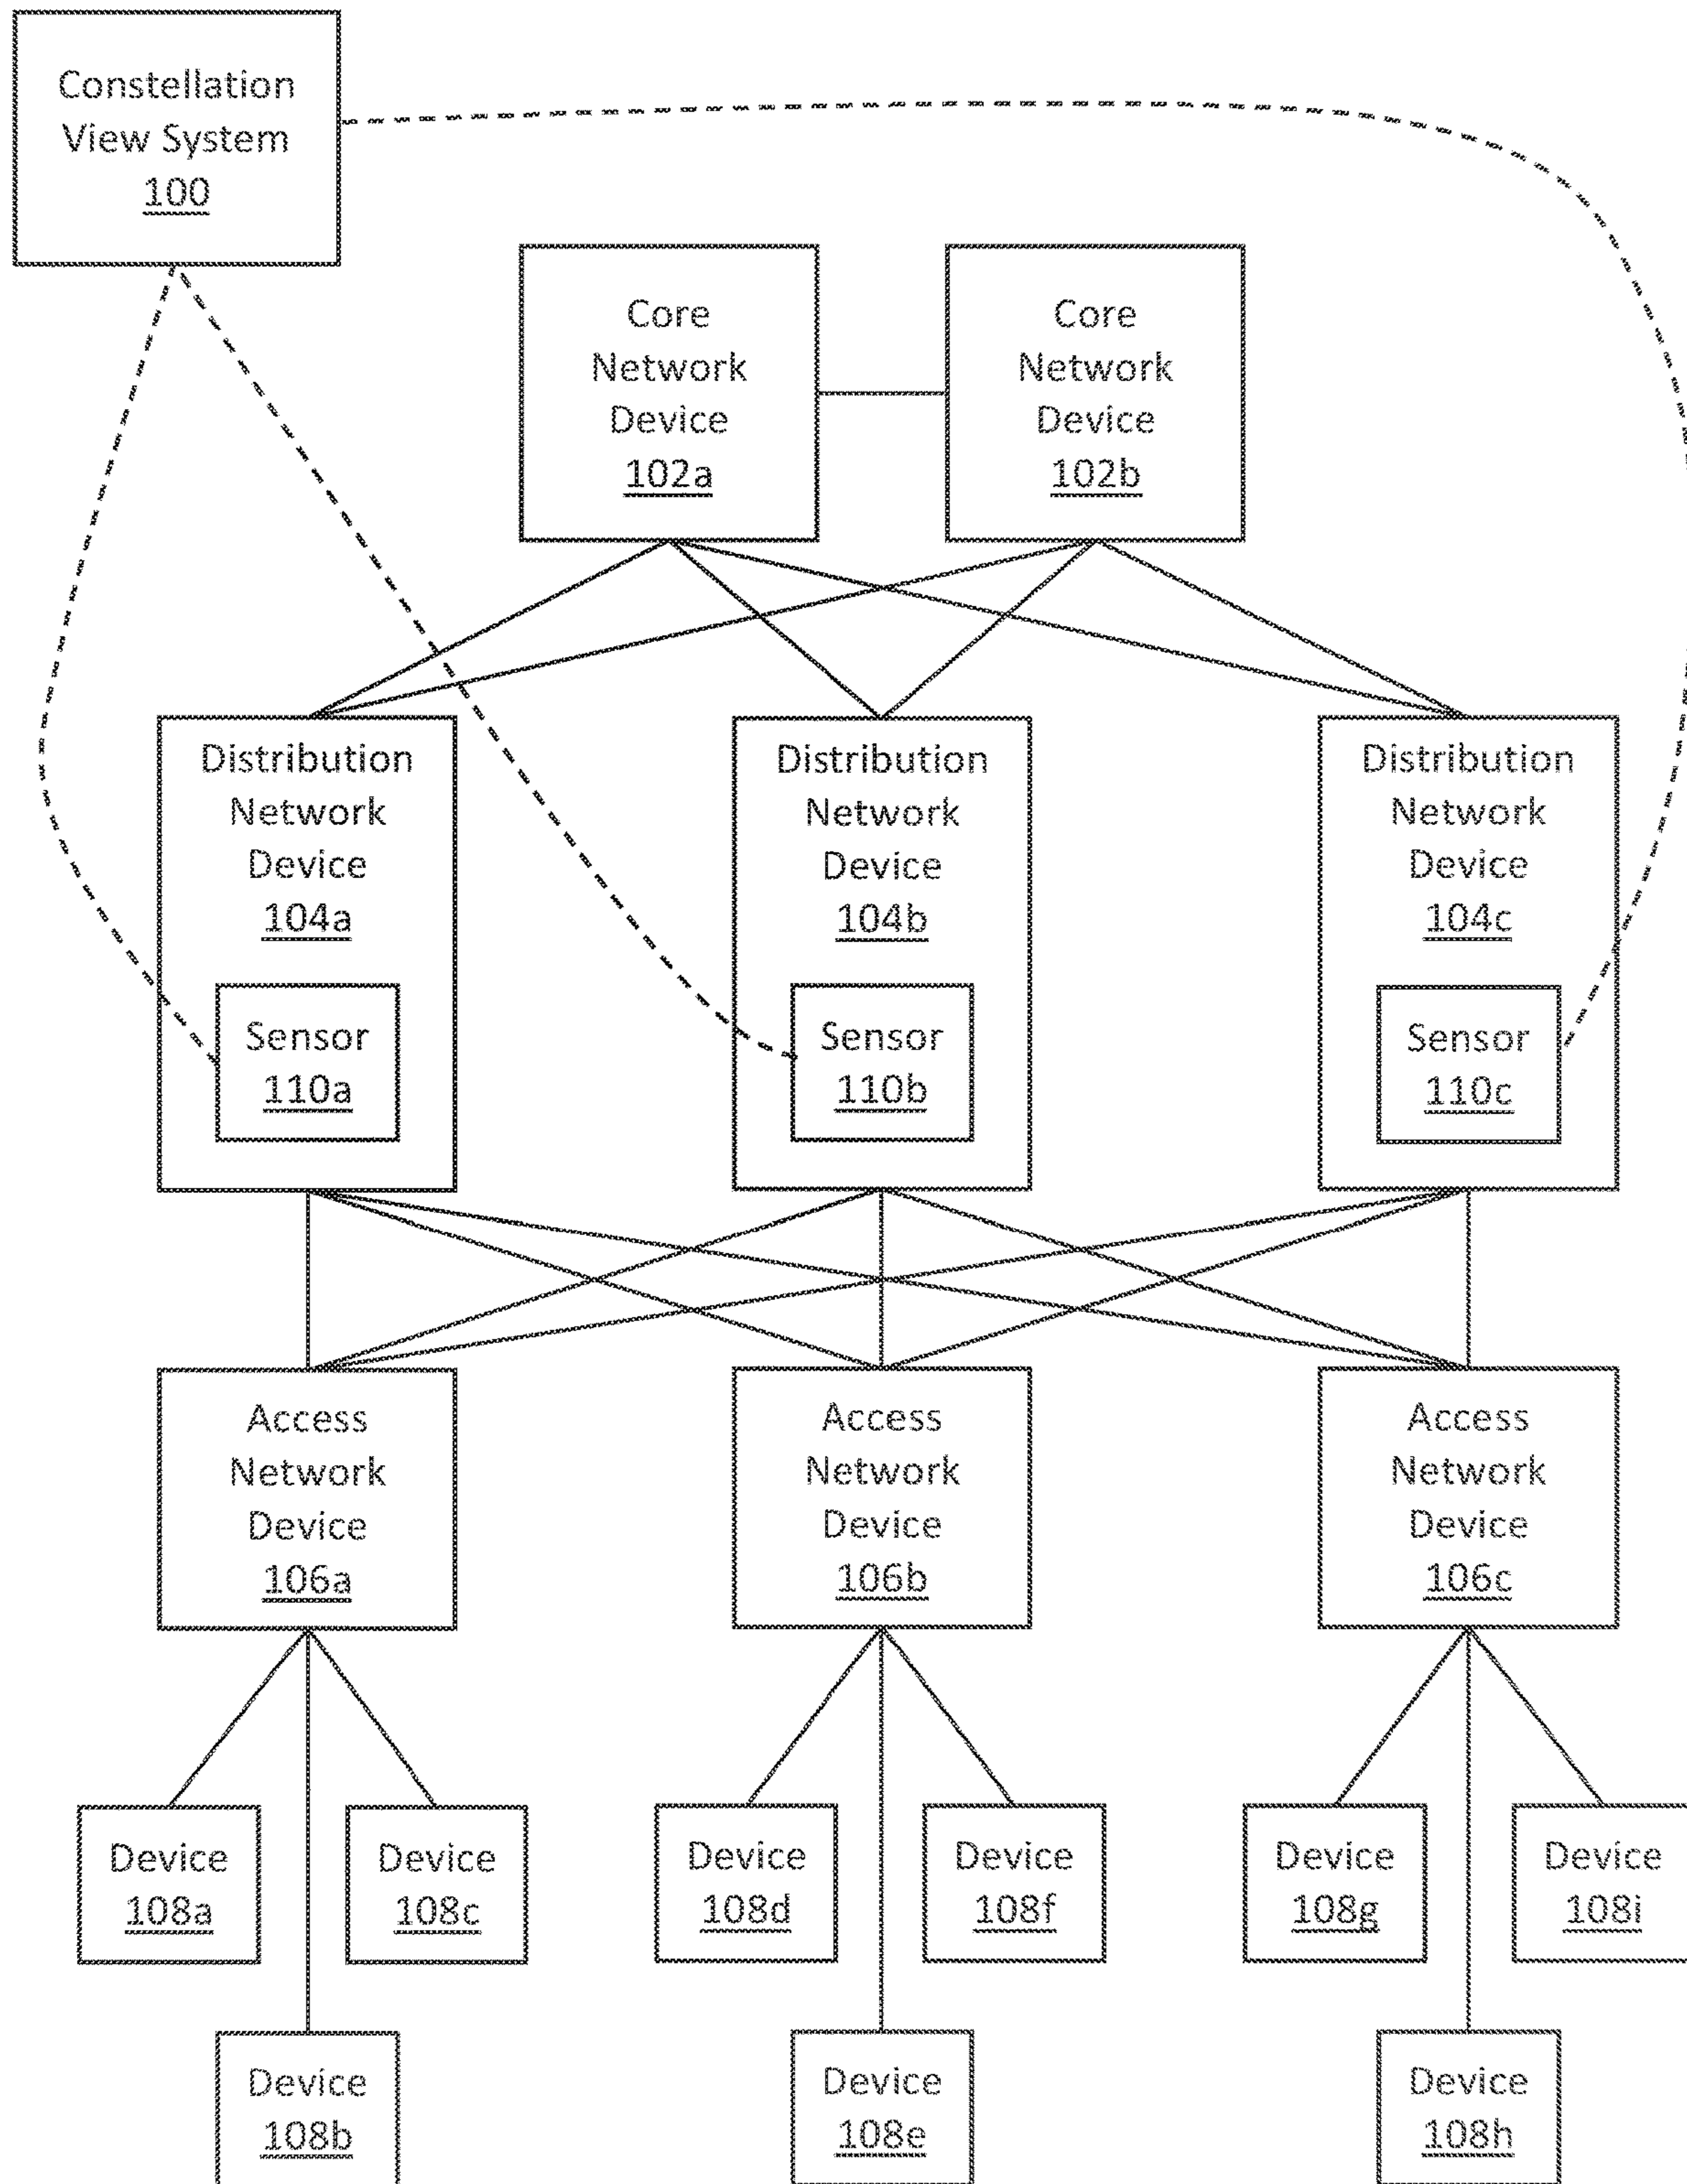 Constellation
View System
100
Core
Network
Device
102a
Core
Network
Device
102b
Distribution
Network
Device
104a
Sensor
110a
Distribution
Network
Device
104b
Sensor
110b
Distribution
Network
Device
104c
Sensor
110c
Access
Network
Device
106a
Access
Network
Device
106b
Access
Network
Device
106c
Device
108a
Device
108c
Device
108d
Device
108f
Device
108g
Device
108i
Device
108b
Device
108e
Device
108h